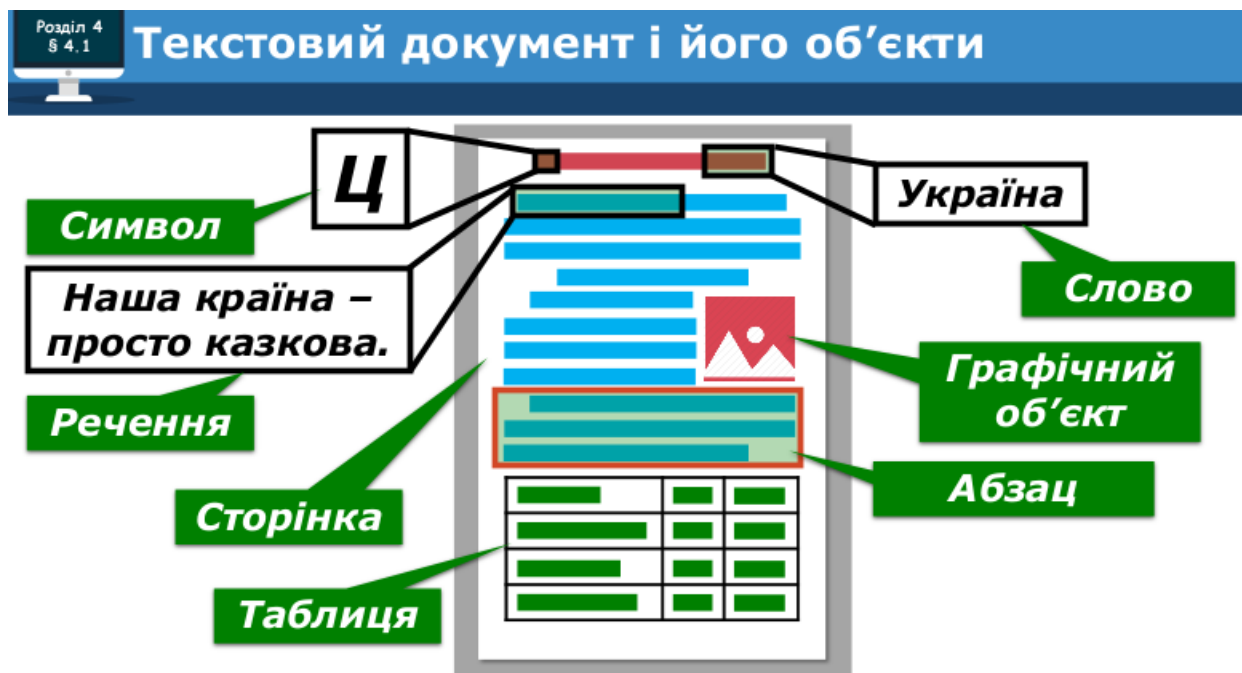 Розділ 4
§ 4.1
Текстовий документ і його об’єкти
Ц
Символ
Україна
Слово
Наша країна –
просто казкова.
Речення
Графічний
об’єкт
Абзац
Сторінка
Таблиця